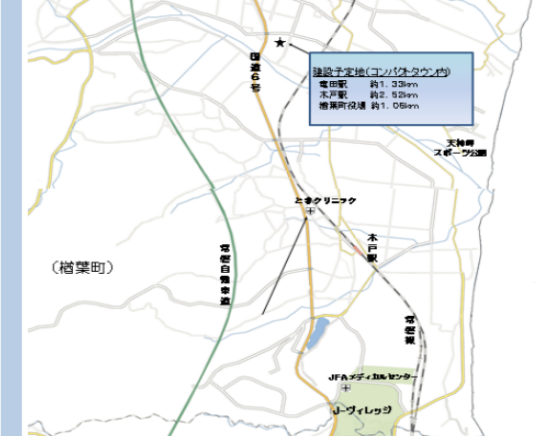 国道6号
建設予定地(コンパクトタウン内)
竜田駅 約1.33km
木戸駅 約2.52km
楢葉町役場 約1.05km
天神岬
スポーツ公園
ときクリニック
木戸駅
(楢葉町)
常磐自動車道
常磐線
JFAメディカルセンター
J-ヴィレッジ